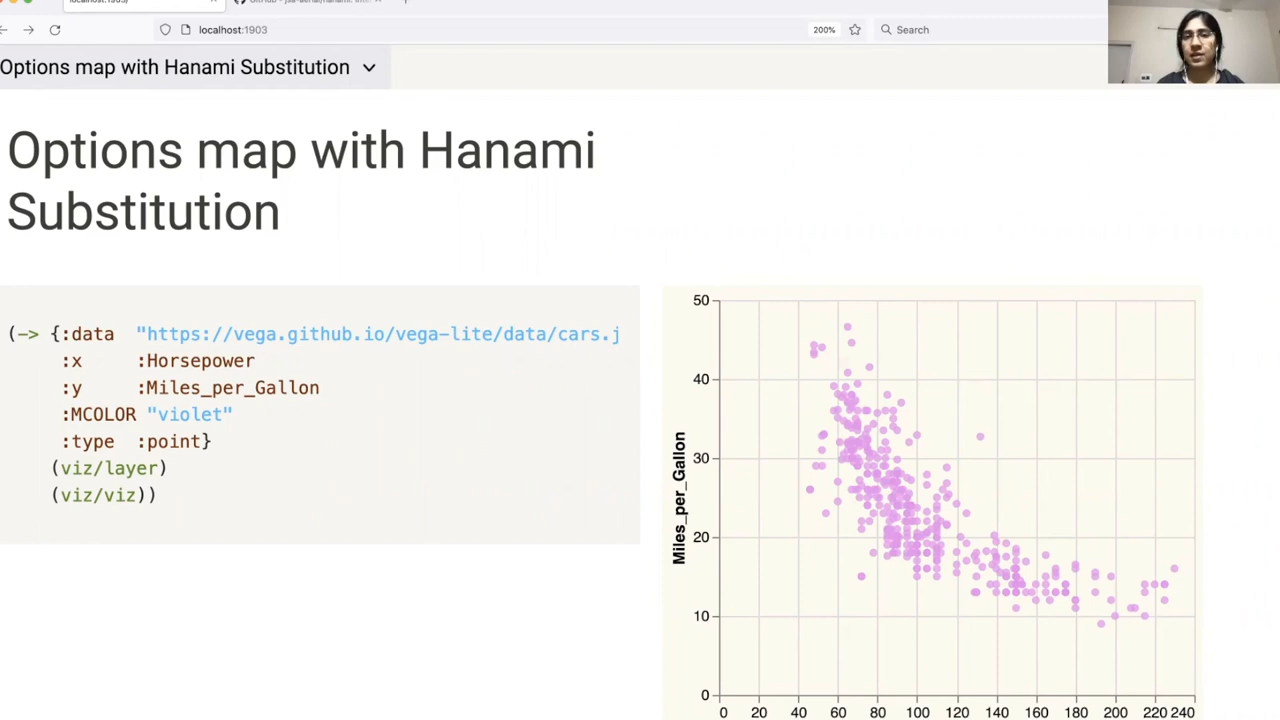 localhost:1903/
localhost:1903
200%
Search
Options map with Hanami Substitution
Options map with Hanami
Substitution
(-> {:data "https://vega.github.io/vega-lite/data/cars.j
:x :Horsepower
:y :Miles_per_Gallon
:MCOLOR "violet"
:type :point}
(viz/layer)
(viz/viz))
50
40
30
20
10
0
Miles_per_Gallon
0 20 40 60 80 100 120 140 160 180 200 220 240